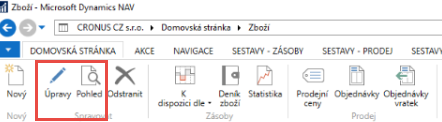 Zboží - Microsoft Dynamics NAV
CRONUS CZ s.r.o. ▸ Domovská stránka ▸ Zboží
DOMOVSKÁ STRÁNKA AKCE NAVIGACE SESTAVY - ZÁSOBY SESTAVY - PRODEJ SESTAV
Nový Úpravy Pohled Odstranit K dispozici dle Deník zboží Statistika Prodejní ceny Objednávky Objednávky vratek
Nový Spravovat Zásoby Prodej